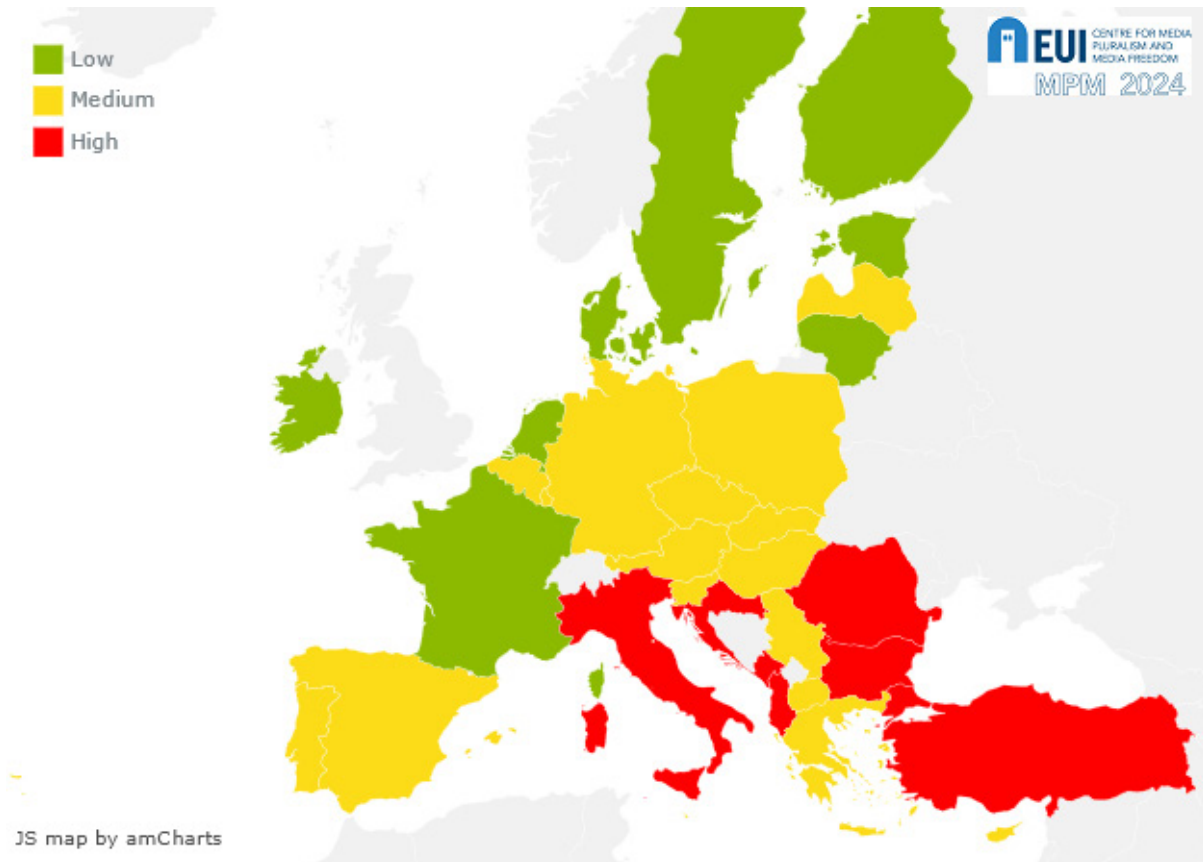 Low
Medium
High
EUI
CENTRE FOR MEDIA
PLURALISM AND
MEDIA FREEDOM
MPM 2024
JS map by amCharts